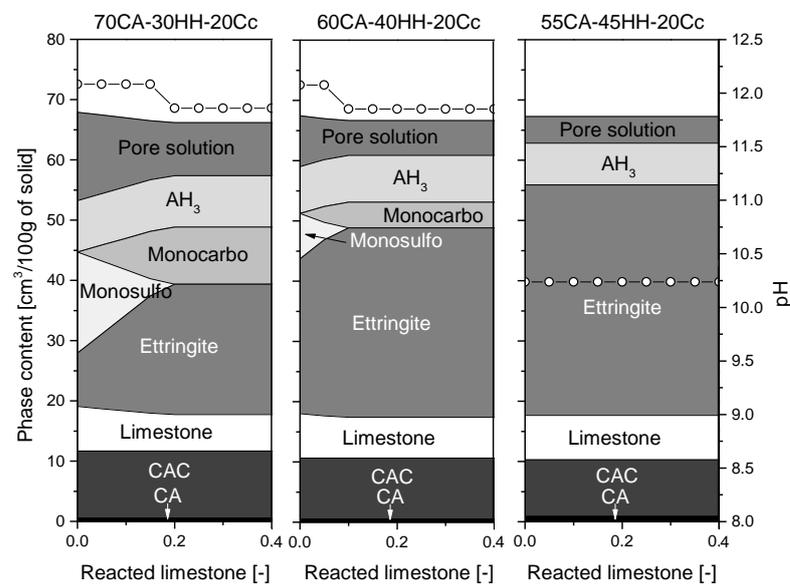 70CA-30HH-20Cc 60CA-40HH-20Cc 55CA-45HH-20Cc
Phase content [cm³/100g of solid]
80
70
60
50
40
30
20
10
0
Pore solution
AH₃
Monocarbo
Monosulfo
Ettringite
Limestone
CAC
CA
0.0 0.2 0.4
Reacted limestone [-]
Pore solution
AH₃
Monocarbo
Monosulfo
Ettringite
Limestone
CAC
CA
0.0 0.2 0.4
Reacted limestone [-]
Pore solution
AH₃
Ettringite
Limestone
CAC
CA
0.0 0.2 0.4
Reacted limestone [-]
12.5
12.0
11.5
11.0
10.5
10.0
9.5
9.0
8.5
8.0
pH